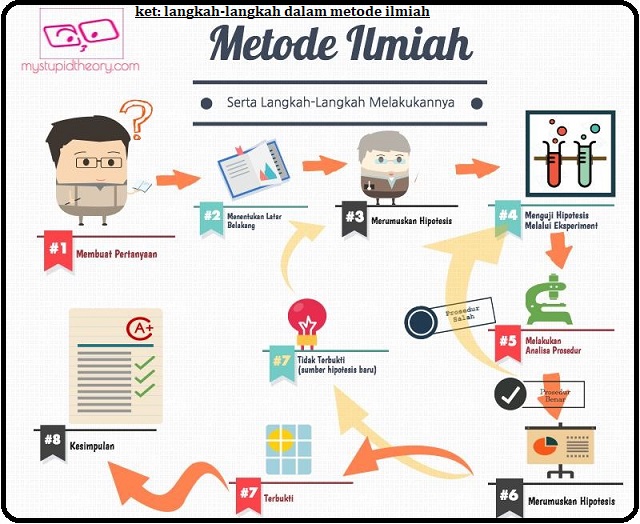 ket: langkah-langkah dalam metode ilmiah
mystupidtheory.com
Metode Ilmiah
Serta Langkah-Langkah Melakukannya
#1 Membuat Pertanyaan
#2 Menentukan Latar
Belakang
#3 Merumuskan Hipotesis
#4 Menguji Hipotesis
Melalui Eksperiment
Prosedur
Salah
#5 Melakukan
Analisa Prosedur
Prosedur
Benar
#7 Tidak Terbukti
(sumber hipotesis baru)
A+
#8 Kesimpulan
#7 Terbukti
#6 Merumuskan Hipotesis